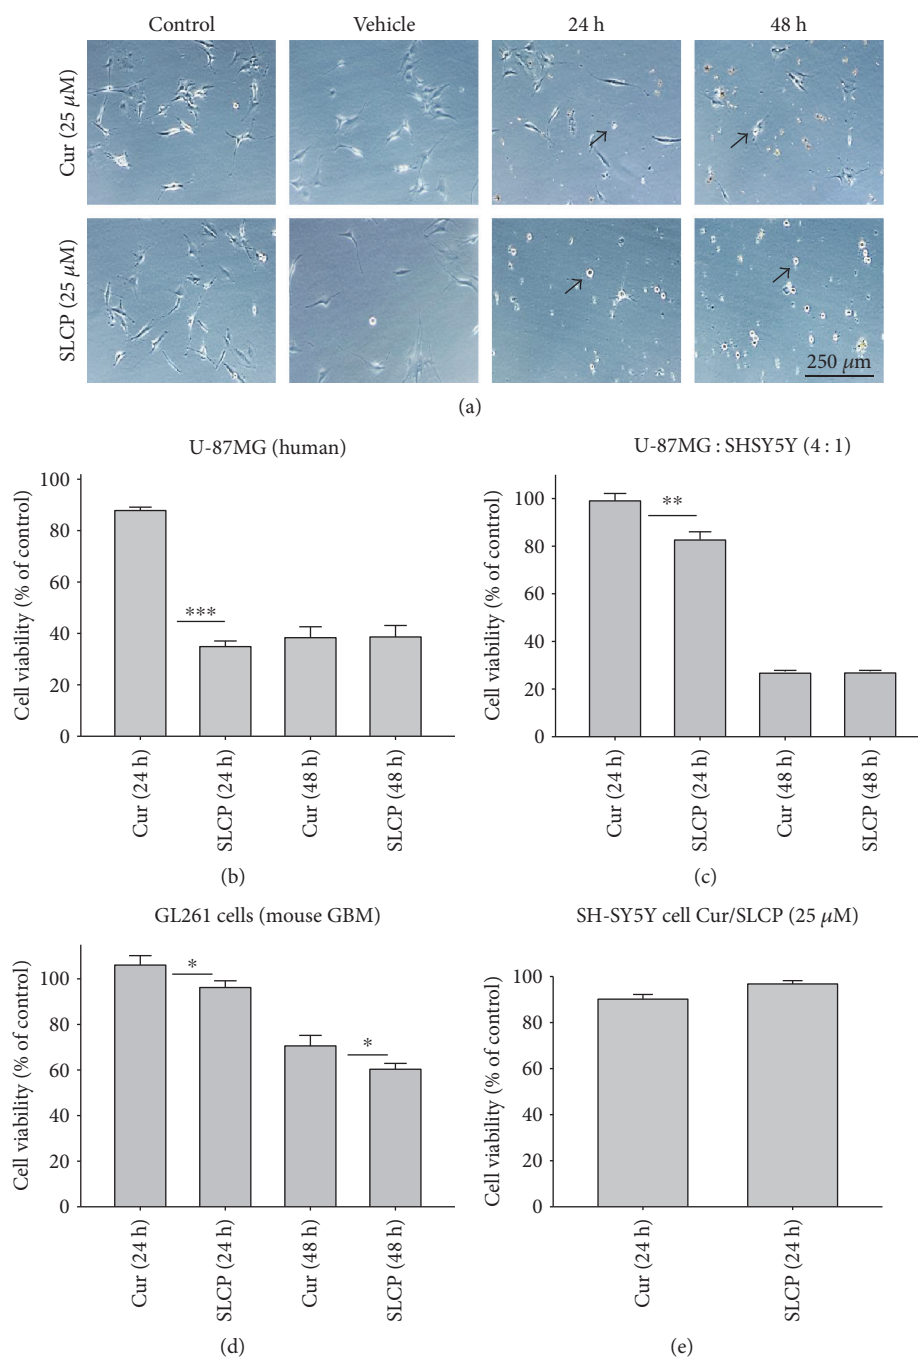 Control
Vehicle
24 h
48 h
Cur (25 μM)
SLCP (25 μM)
250 μm
(a)
U-87MG (human)
Cell viability (% of control)
100
80
60
40
20
0
***
Cur (24 h)
SLCP (24 h)
Cur (48 h)
SLCP (48 h)
(b)
U-87MG : SHSY5Y (4 : 1)
Cell viability (% of control)
100
80
60
40
20
0
**
Cur (24 h)
SLCP (24 h)
Cur (48 h)
SLCP (48 h)
(c)
GL261 cells (mouse GBM)
Cell viability (% of control)
100
80
60
40
20
0
*
*
Cur (24 h)
SLCP (24 h)
Cur (48 h)
SLCP (48 h)
(d)
SH-SY5Y cell Cur/SLCP (25 μM)
Cell viability (% of control)
100
80
60
40
20
0
Cur (24 h)
SLCP (24 h)
(e)